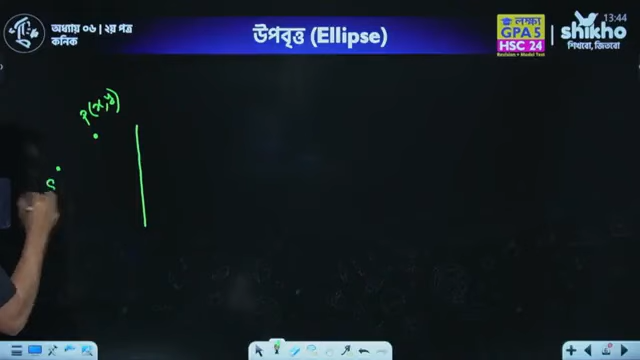 অধ্যায় ০৬ | ২য় পত্র
কনিক
উপবৃত্ত (Ellipse)
লক্ষ্য
GPA 5
HSC 24
Revision + Model Test
13:44
shikho
শিখবো, জিতবো
P(x,y)
S